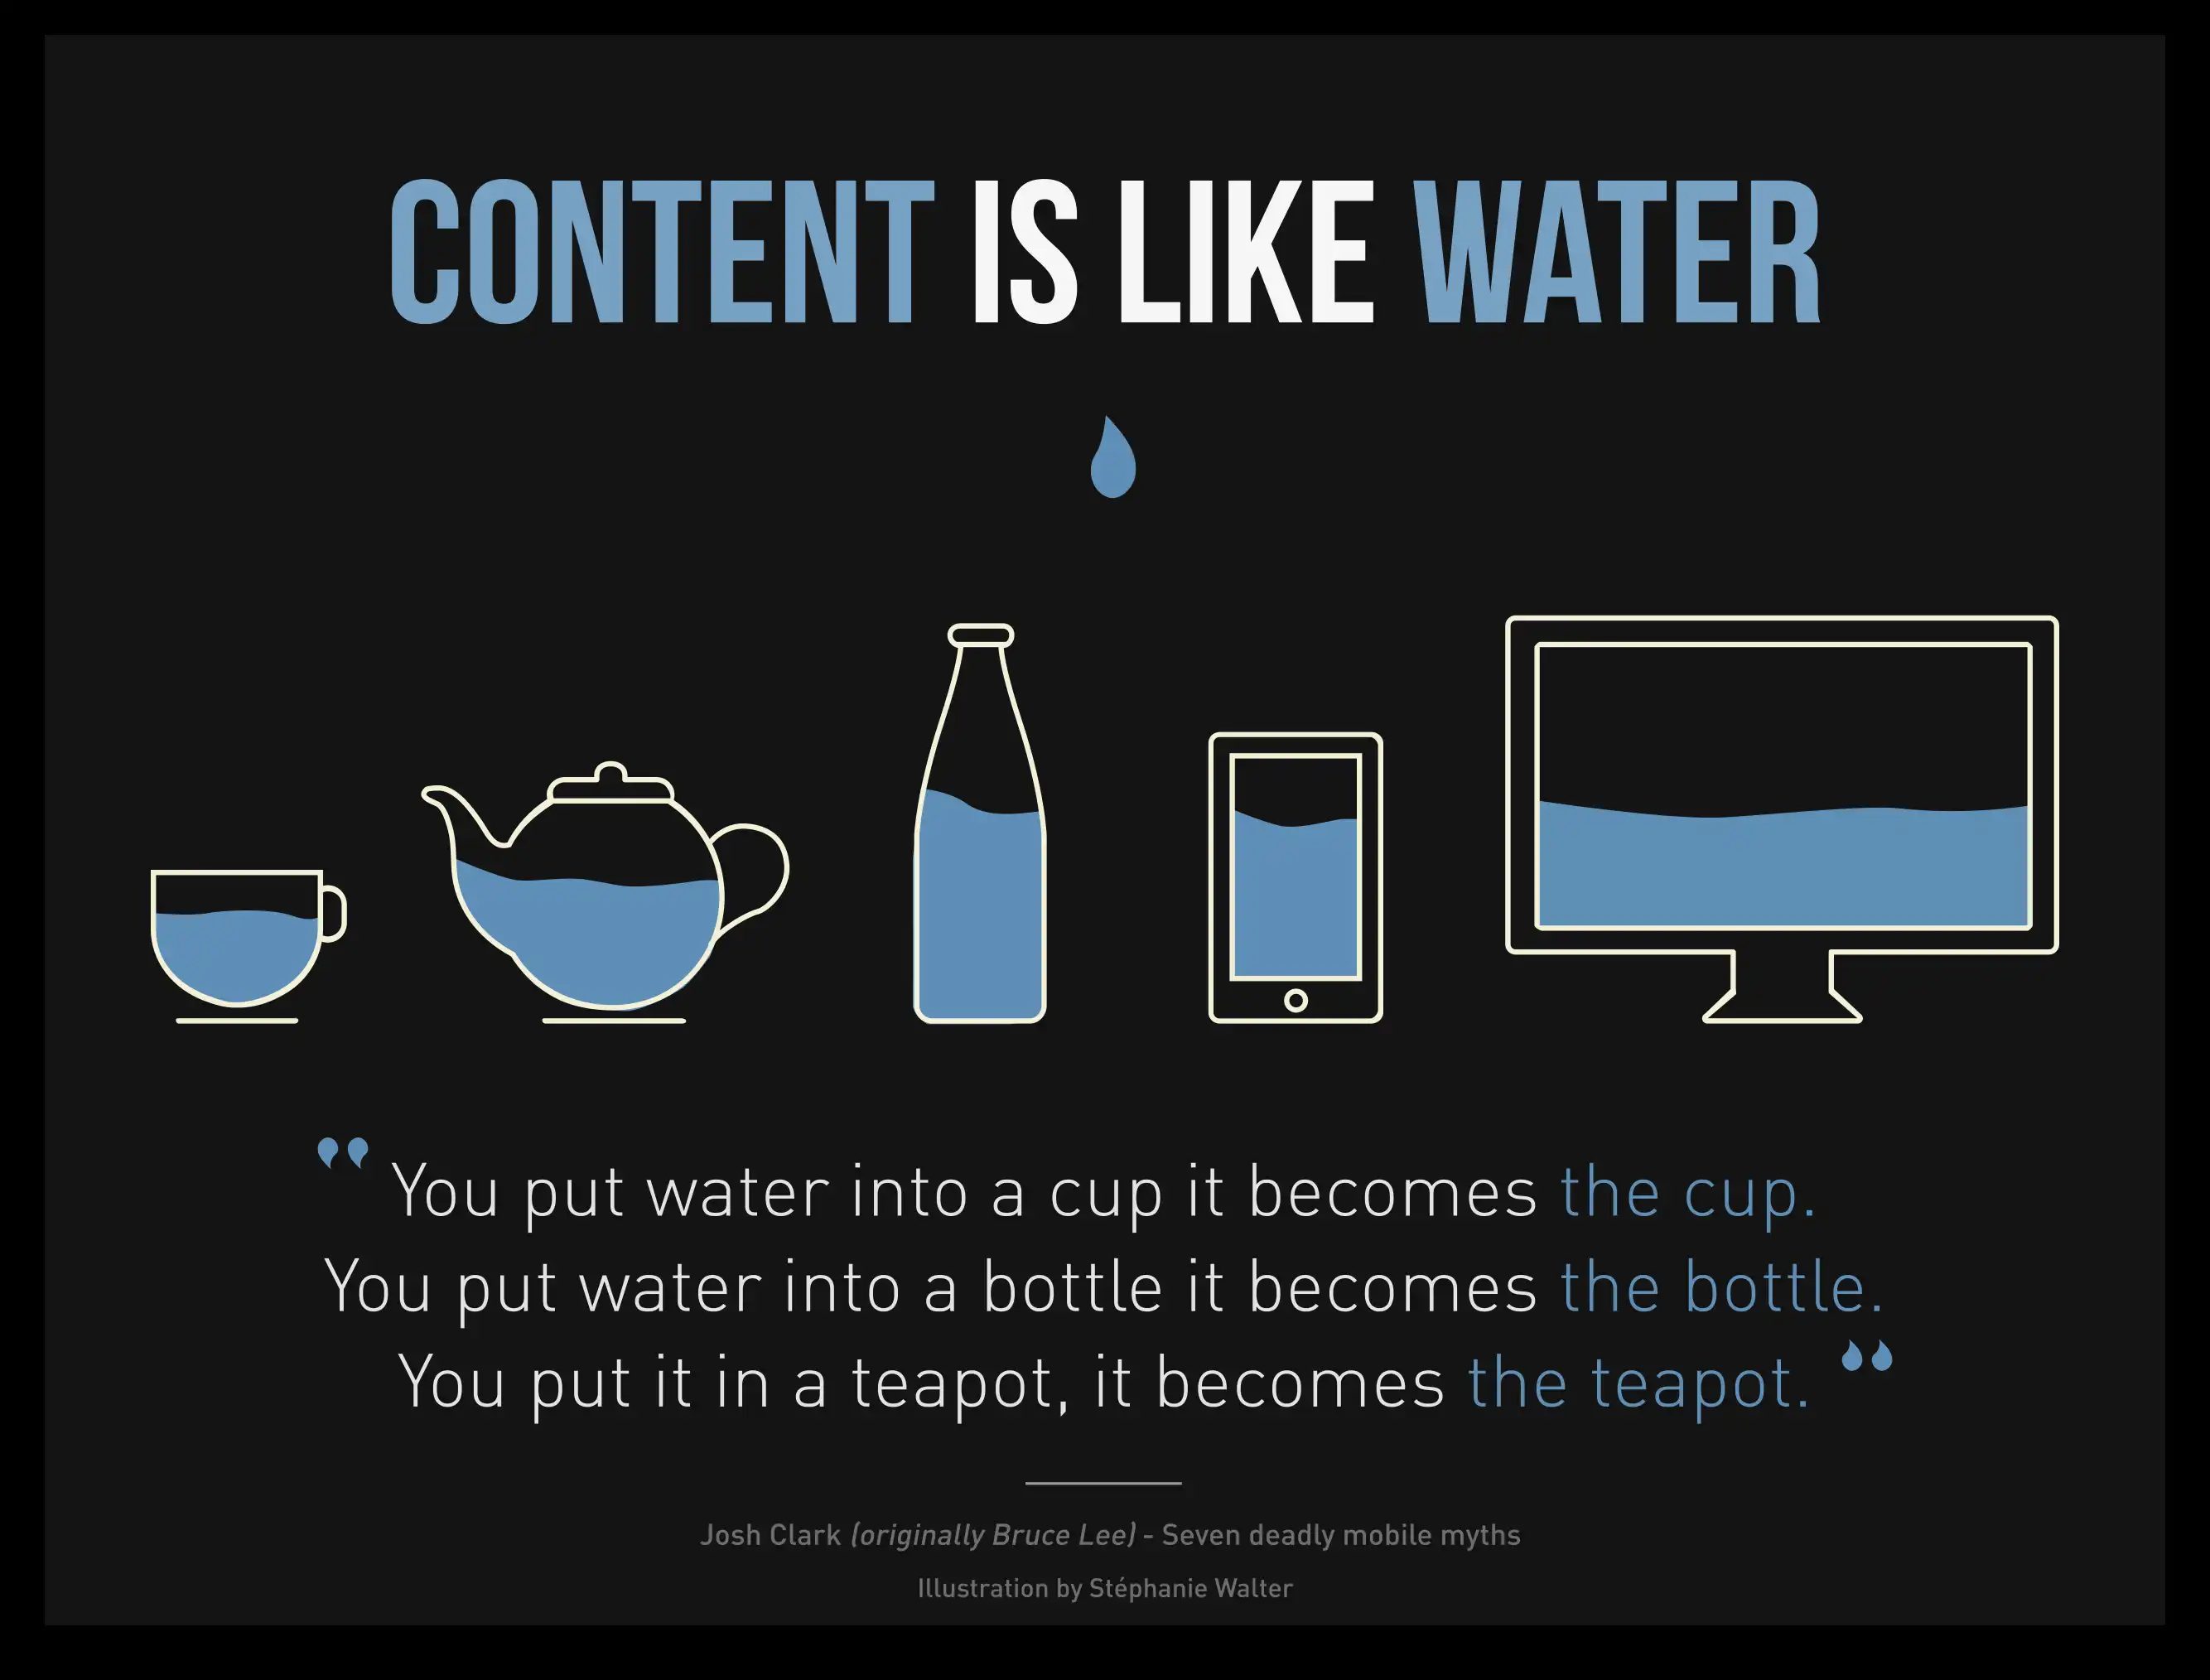 CONTENT IS LIKE WATER
" You put water into a cup it becomes the cup.
You put water into a bottle it becomes the bottle.
You put it in a teapot, it becomes the teapot. "
Josh Clark (originally Bruce Lee) - Seven deadly mobile myths
Illustration by Stéphanie Walter